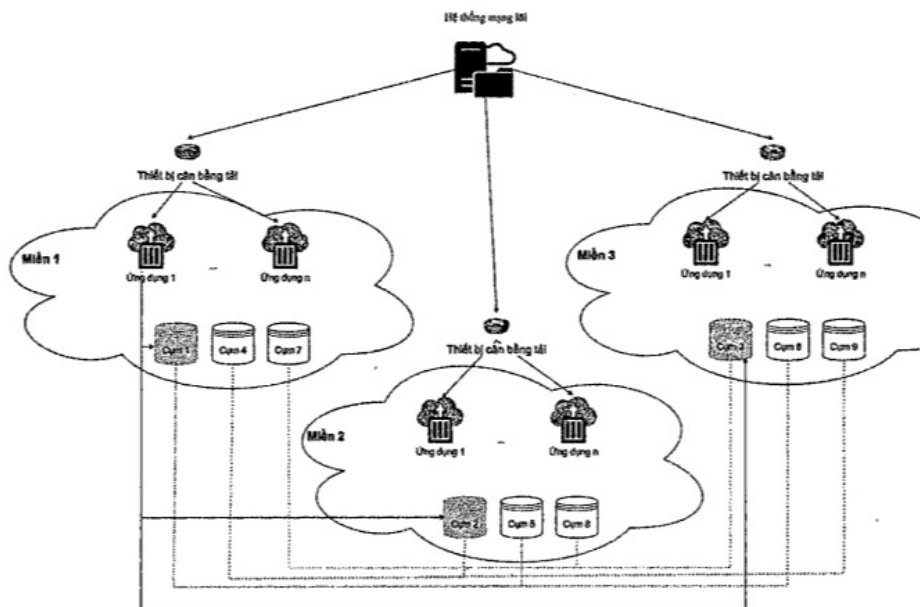 Hệ thống mạng lõi
Thiết bị cân bằng tải
Thiết bị cân bằng tải
Miền 1
Ứng dụng 1
Ứng dụng n
Cụm 1
Cụm 4
Cụm 7
Miền 3
Ứng dụng 1
Ứng dụng n
Cụm 3
Cụm 8
Cụm 9
Thiết bị cân bằng tải
Miền 2
Ứng dụng 1
Ứng dụng n
Cụm 2
Cụm 5